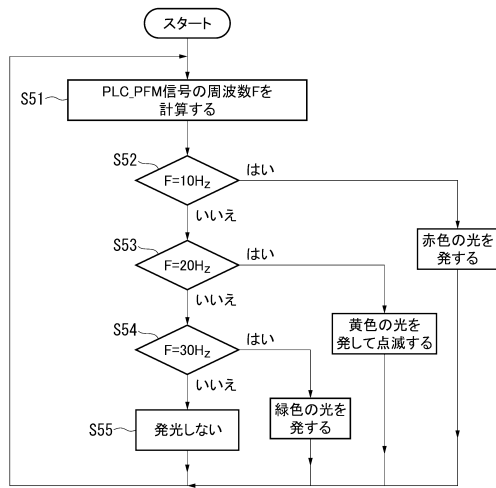 スタート
S51
PLC_PFM信号の周波数Fを
計算する
S52
F=10Hz
はい
いいえ
赤色の光を
発する
S53
F=20Hz
はい
いいえ
黄色の光を
発して点滅する
S54
F=30Hz
はい
いいえ
緑色の光を
発する
S55
発光しない